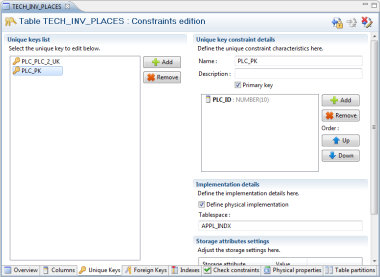 TECH_INV_PLACES
Table TECH_INV_PLACES : Constraints edition
Unique keys list
Select the unique key to edit below.
PLC_PLC_2_UK
PLC_PK
Add
Remove
Unique key constraint details
Define the unique constraint characteristics here.
Name : PLC_PK
Description :
Primary key
PLC_ID : NUMBER(10)
Add
Remove
Order :
Up
Down
Implementation details
Define the implementation details here.
Define physical implementation
Tablespace :
APPL_INDX
Storage attributes settings
Adjust the storage settings here.
Storage attribute Value
Overview Columns Unique Keys Foreign Keys Indexes Check constraints Physical properties Table partitions